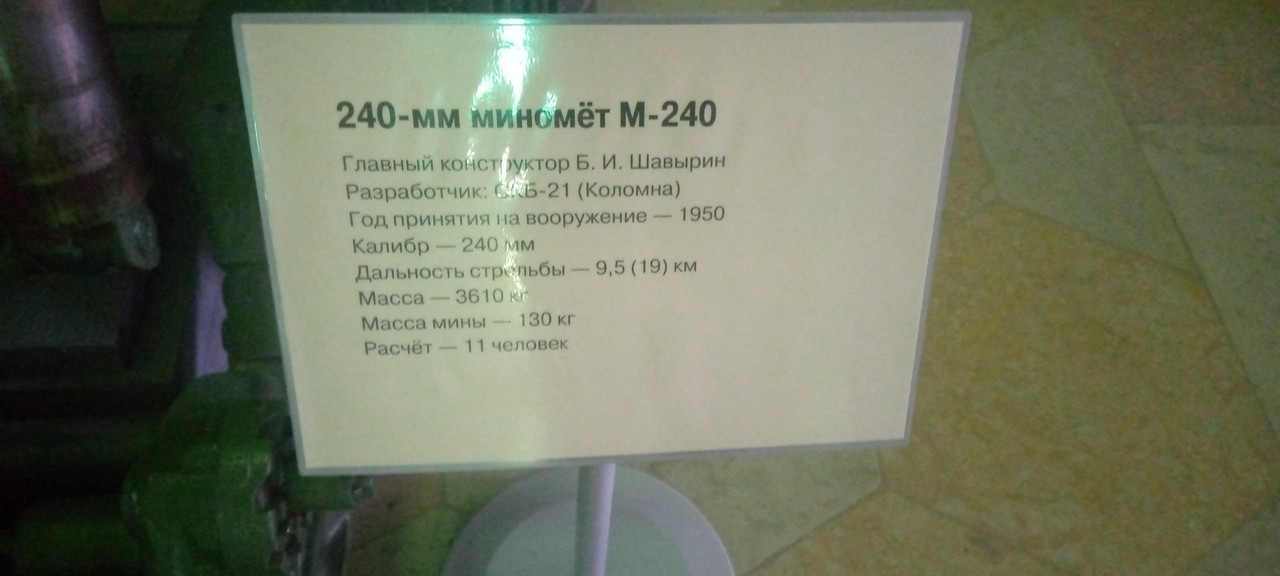 240-мм миномёт М-240
Главный конструктор Б. И. Шавырин
Разработчик: СКБ-21 (Коломна)
Год принятия на вооружение — 1950
Калибр — 240 мм
Дальность стрельбы — 9,5 (19) км
Масса — 3610 кг
Масса мины — 130 кг
Расчёт — 11 человек